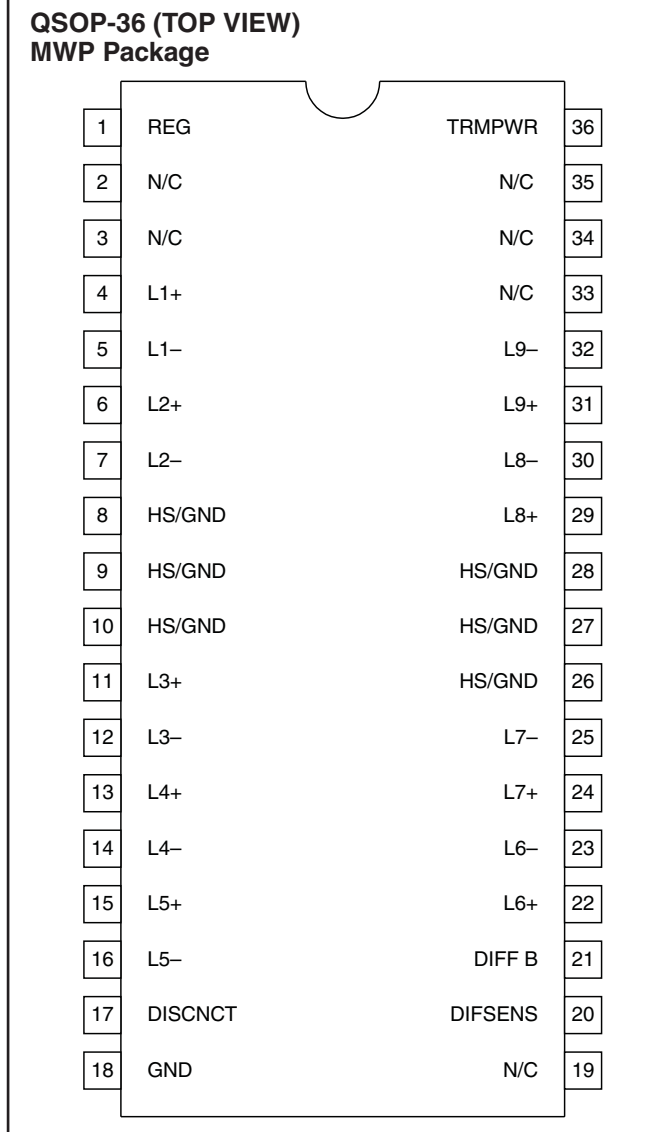 QSOP-36 (TOP VIEW)
MWP Package
1 REG TRMPWR 36
2 N/C N/C 35
3 N/C N/C 34
4 L1+ N/C 33
5 L1– L9– 32
6 L2+ L9+ 31
7 L2– L8– 30
8 HS/GND L8+ 29
9 HS/GND HS/GND 28
10 HS/GND HS/GND 27
11 L3+ HS/GND 26
12 L3– L7– 25
13 L4+ L7+ 24
14 L4– L6– 23
15 L5+ L6+ 22
16 L5– DIFF B 21
17 DISCNCT DIFSENS 20
18 GND N/C 19